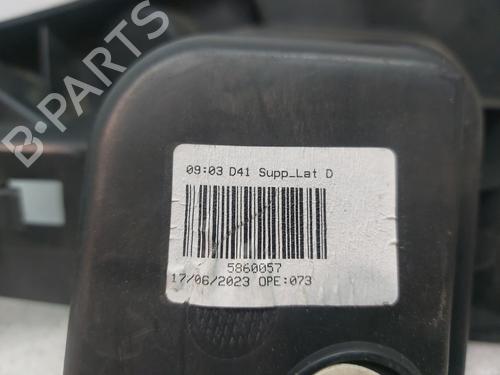 B-PARTS
09:03 D41 Supp_Lat D
5860057
17/06/2023 OPE:073